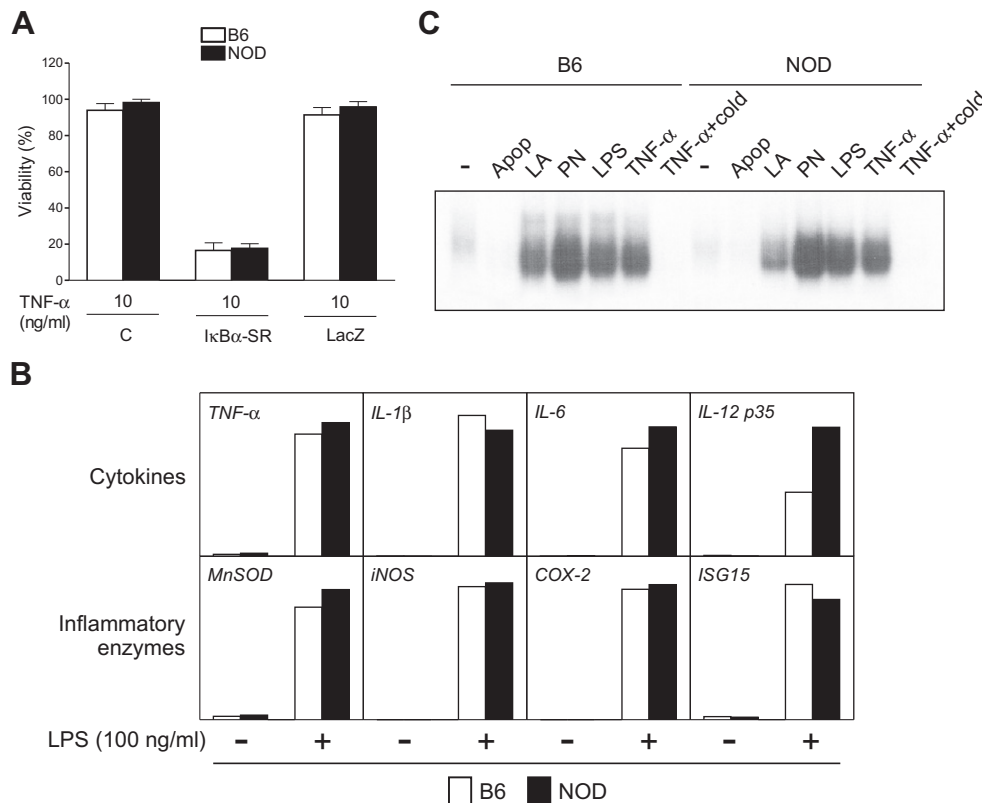 A
B6
NOD
120
100
80
60
40
20
0
Viability (%)
TNF-α
(ng/ml)
10
10
10
C
IκBα-SR
LacZ
C
B6
NOD
-
Apop
LA
PN
LPS
TNF-α
TNF-α+cold
-
Apop
LA
PN
LPS
TNF-α
TNF-α+cold
B
Cytokines
TNF-α
IL-1β
IL-6
IL-12 p35
Inflammatory
enzymes
MnSOD
iNOS
COX-2
ISG15
LPS (100 ng/ml)
- + - + - + - +
B6
NOD